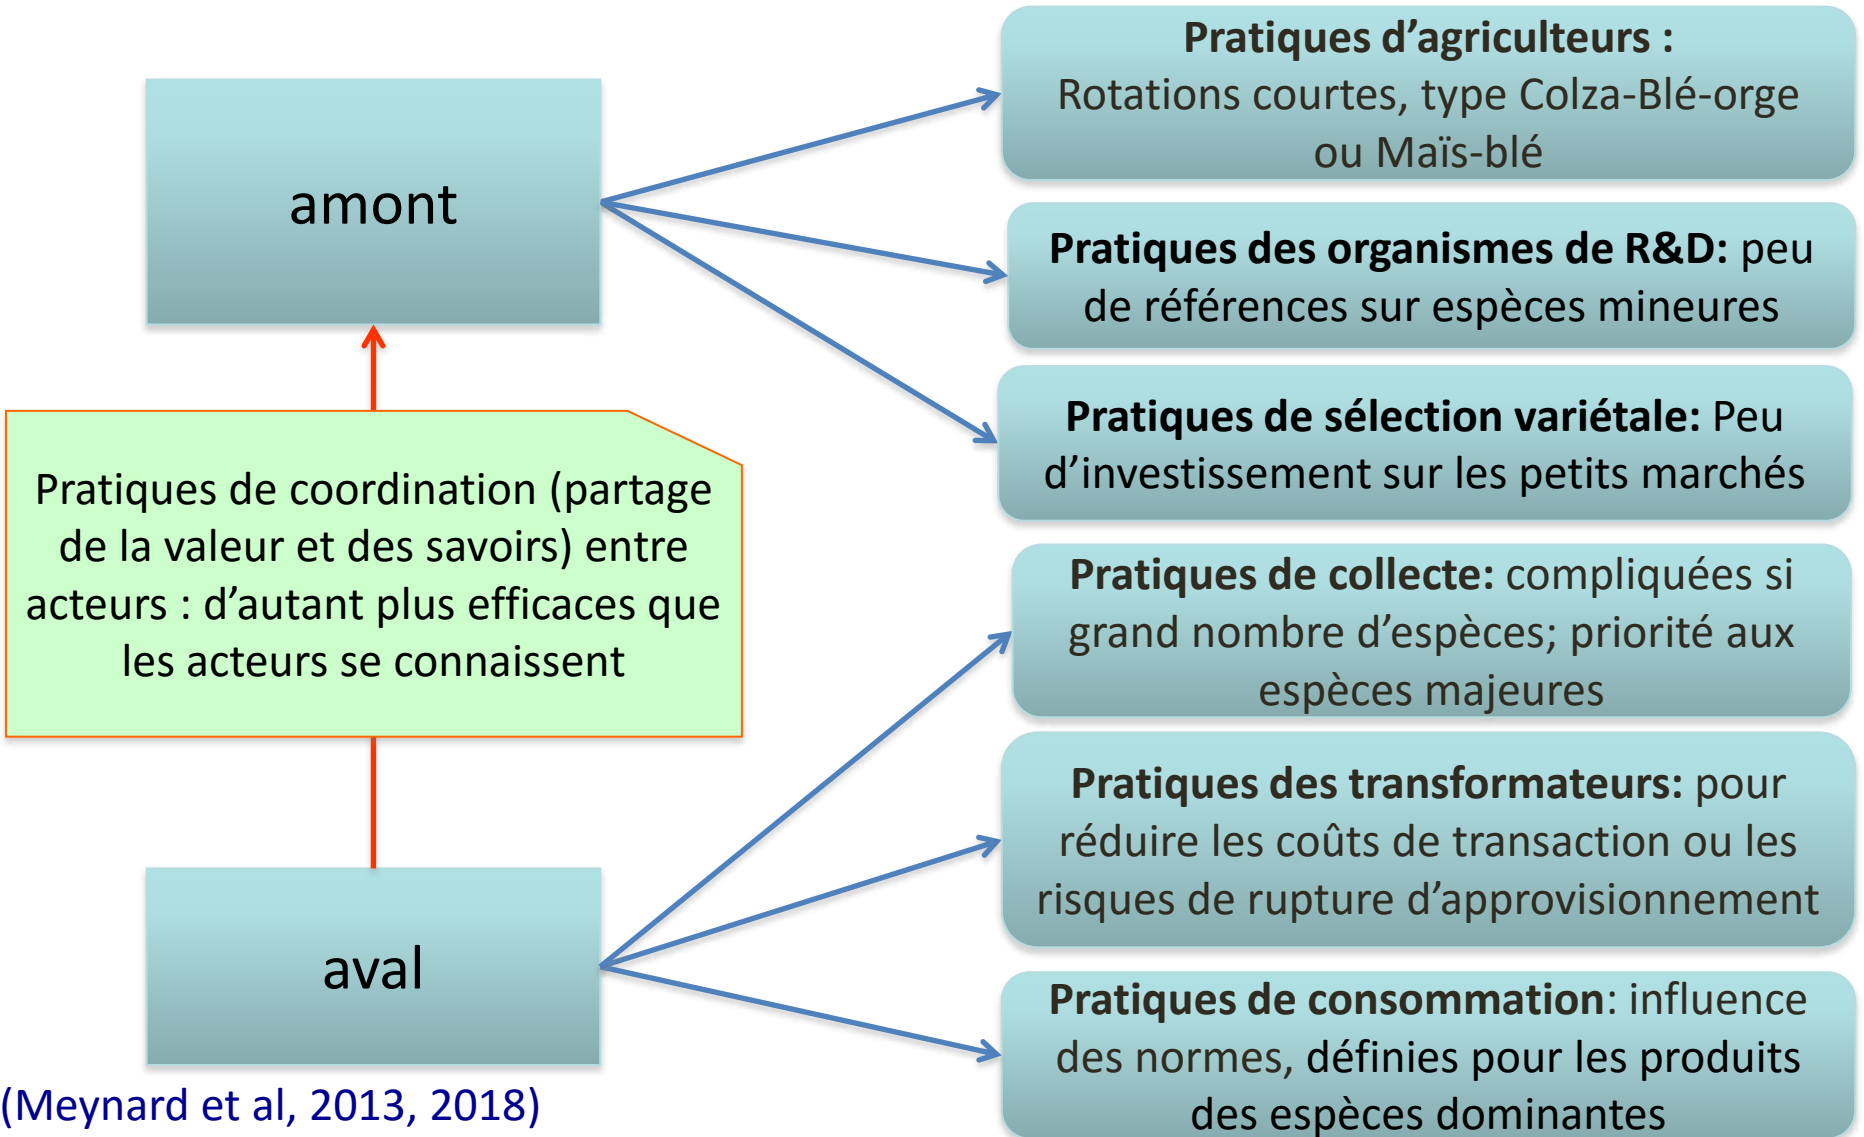 amont
Pratiques de coordination (partage
de la valeur et des savoirs) entre
acteurs : d’autant plus efficaces que
les acteurs se connaissent
aval
(Meynard et al, 2013, 2018)
Pratiques d’agriculteurs :
Rotations courtes, type Colza-Blé-orge
ou Maïs-blé
Pratiques des organismes de R&D: peu
de références sur espèces mineures
Pratiques de sélection variétale: Peu
d’investissement sur les petits marchés
Pratiques de collecte: compliquées si
grand nombre d’espèces; priorité aux
espèces majeures
Pratiques des transformateurs: pour
réduire les coûts de transaction ou les
risques de rupture d’approvisionnement
Pratiques de consommation: influence
des normes, définies pour les produits
des espèces dominantes